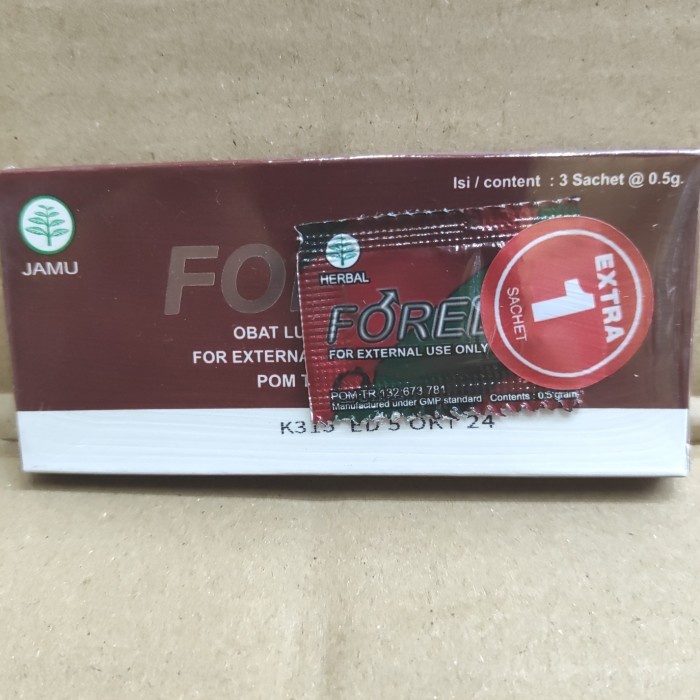 Isi / content : 3 Sachet @ 0.5g.
JAMU
FO
OBAT LU
FOR EXTERNA
POM T
HERBAL
FORED
FOR EXTERNAL USE ONLY
POM-TR 132 673 781
Manufactured under GMP standard Contents : 0.5 gram
EXTRA
1
SACHET
K313 ED 5 OKT 24